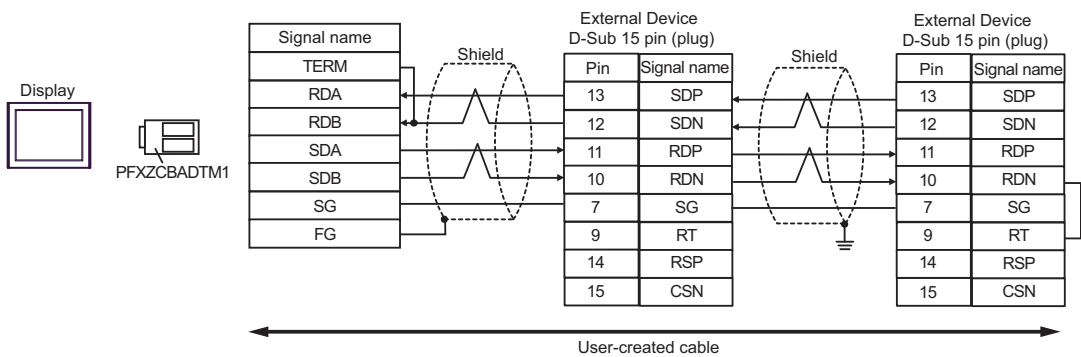 Display
PFXZCBADTM1
Signal name
TERM
RDA
RDB
SDA
SDB
SG
FG
Shield
External Device
D-Sub 15 pin (plug)
Pin Signal name
13 SDP
12 SDN
11 RDP
10 RDN
7 SG
9 RT
14 RSP
15 CSN
Shield
External Device
D-Sub 15 pin (plug)
Pin Signal name
13 SDP
12 SDN
11 RDP
10 RDN
7 SG
9 RT
14 RSP
15 CSN
User-created cable